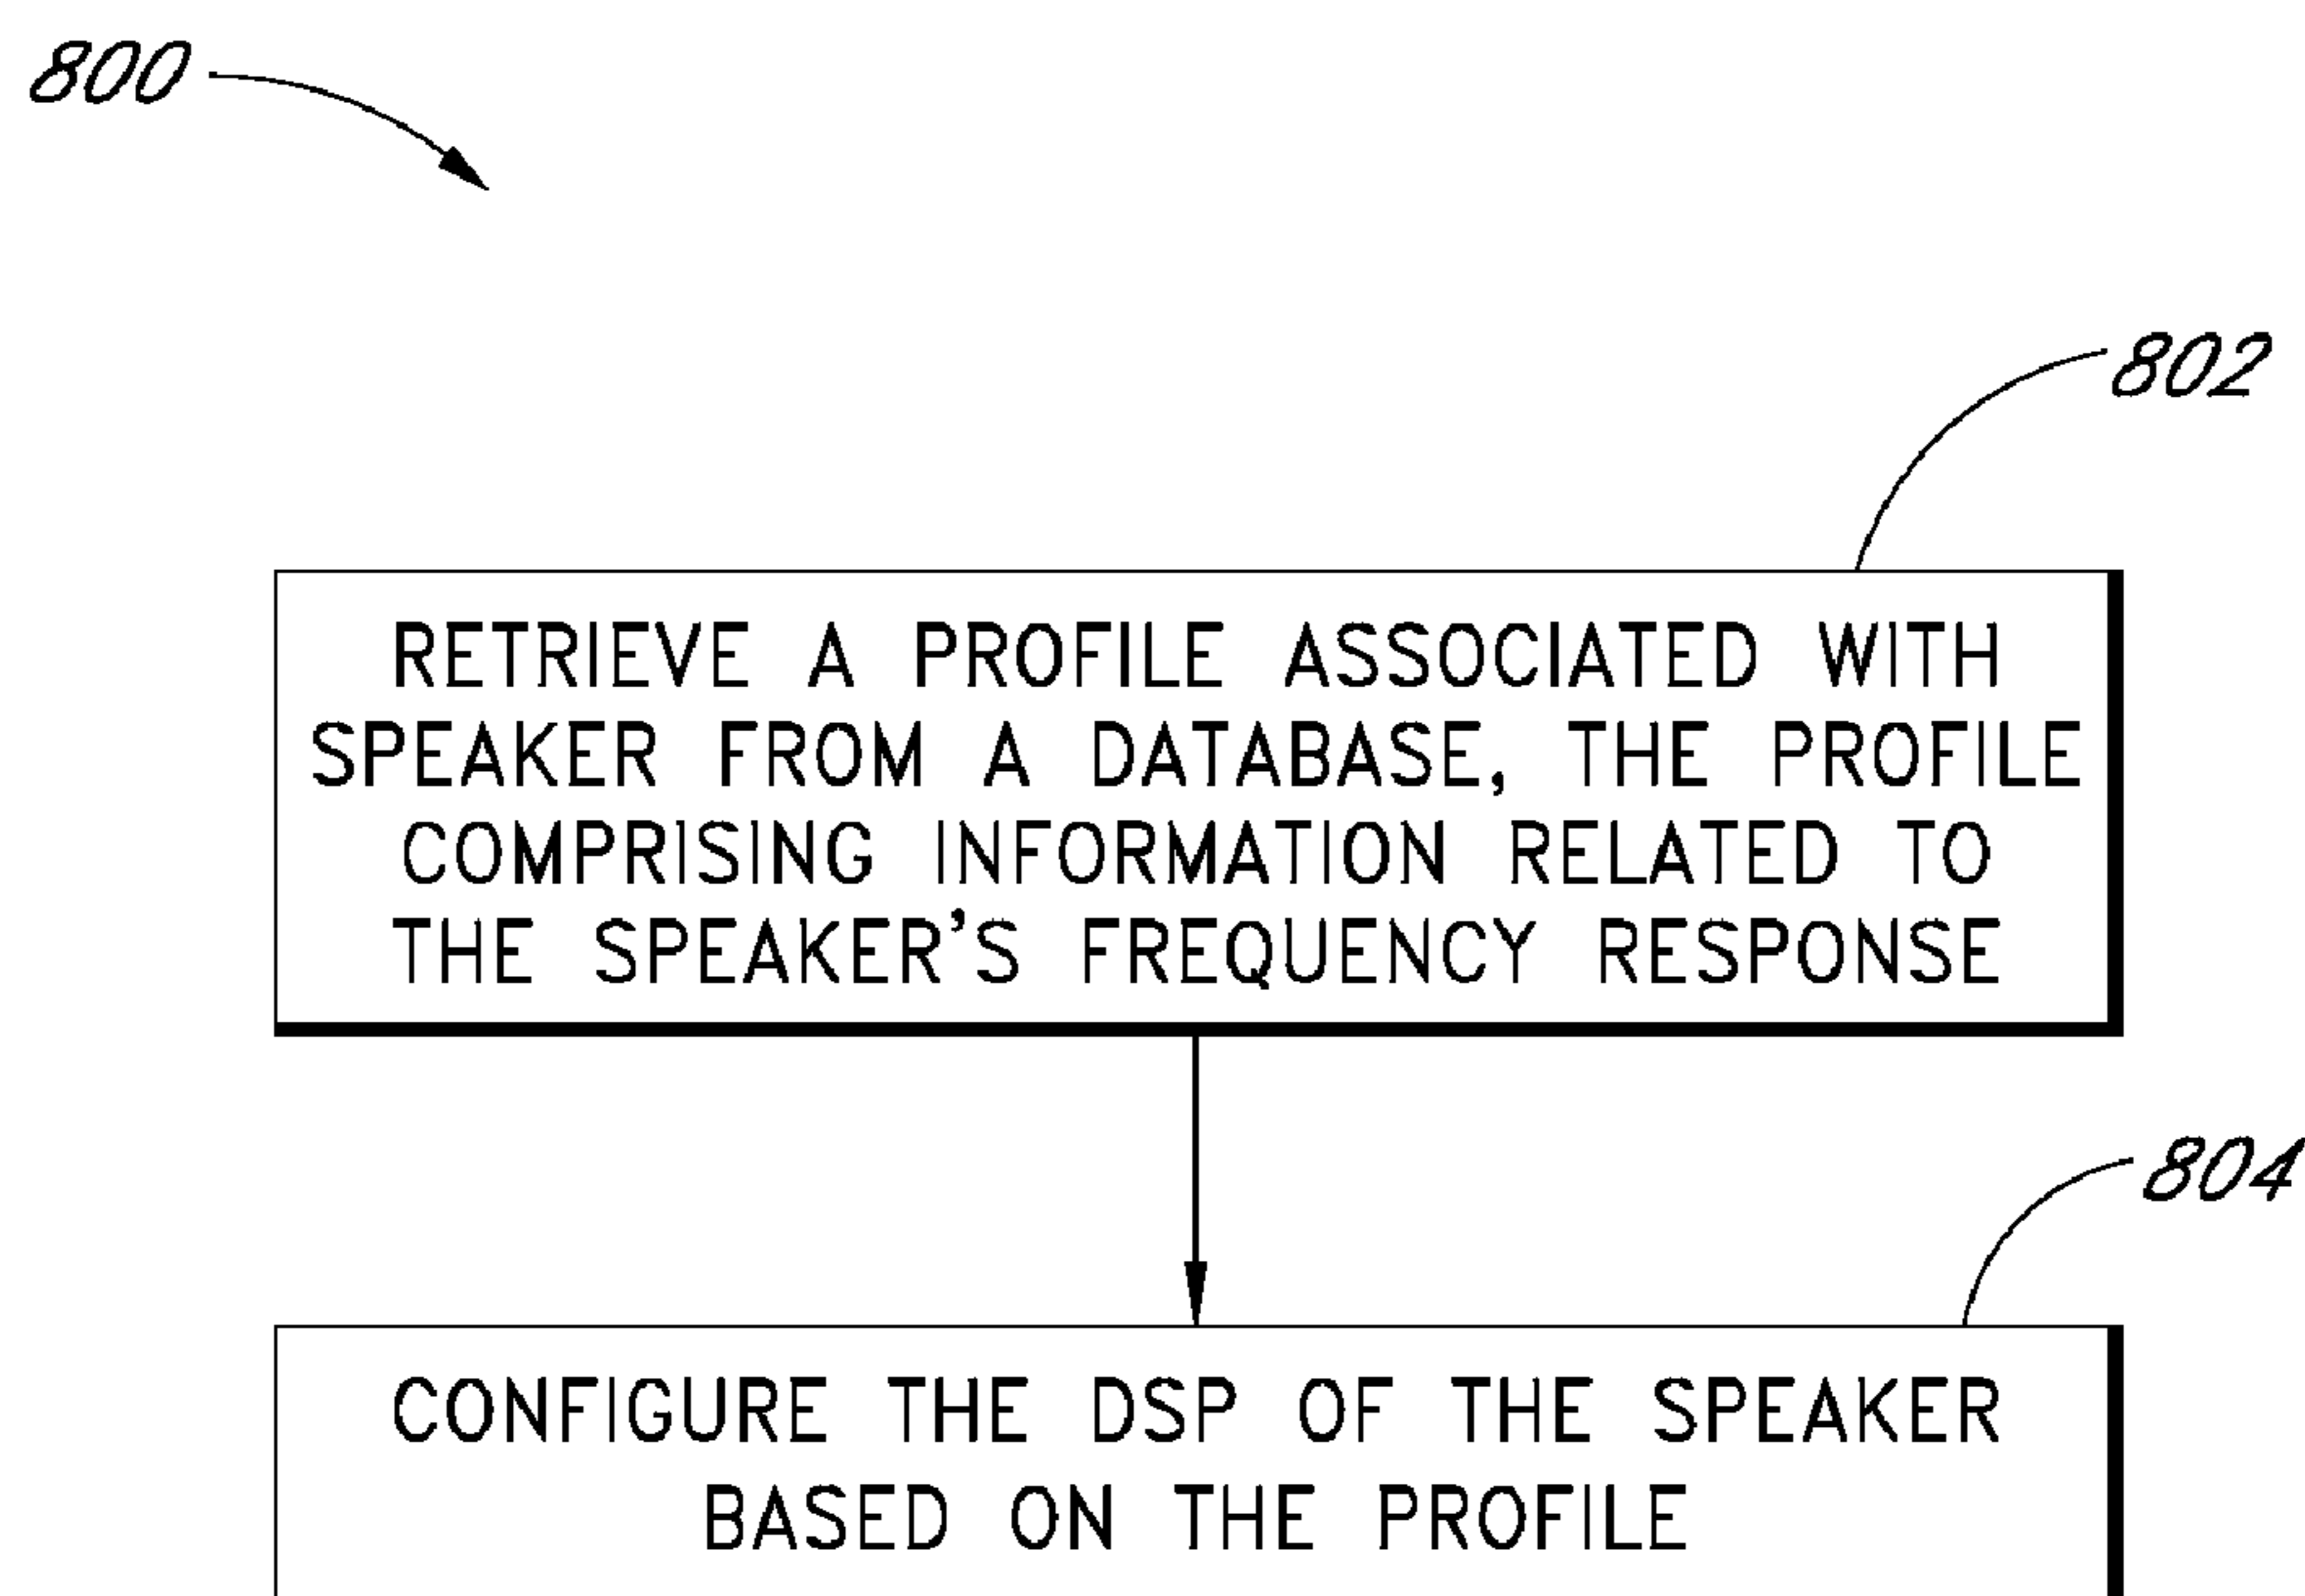 800
802
RETRIEVE A PROFILE ASSOCIATED WITH
SPEAKER FROM A DATABASE, THE PROFILE
COMPRISING INFORMATION RELATED TO
THE SPEAKER'S FREQUENCY RESPONSE
804
CONFIGURE THE DSP OF THE SPEAKER
BASED ON THE PROFILE